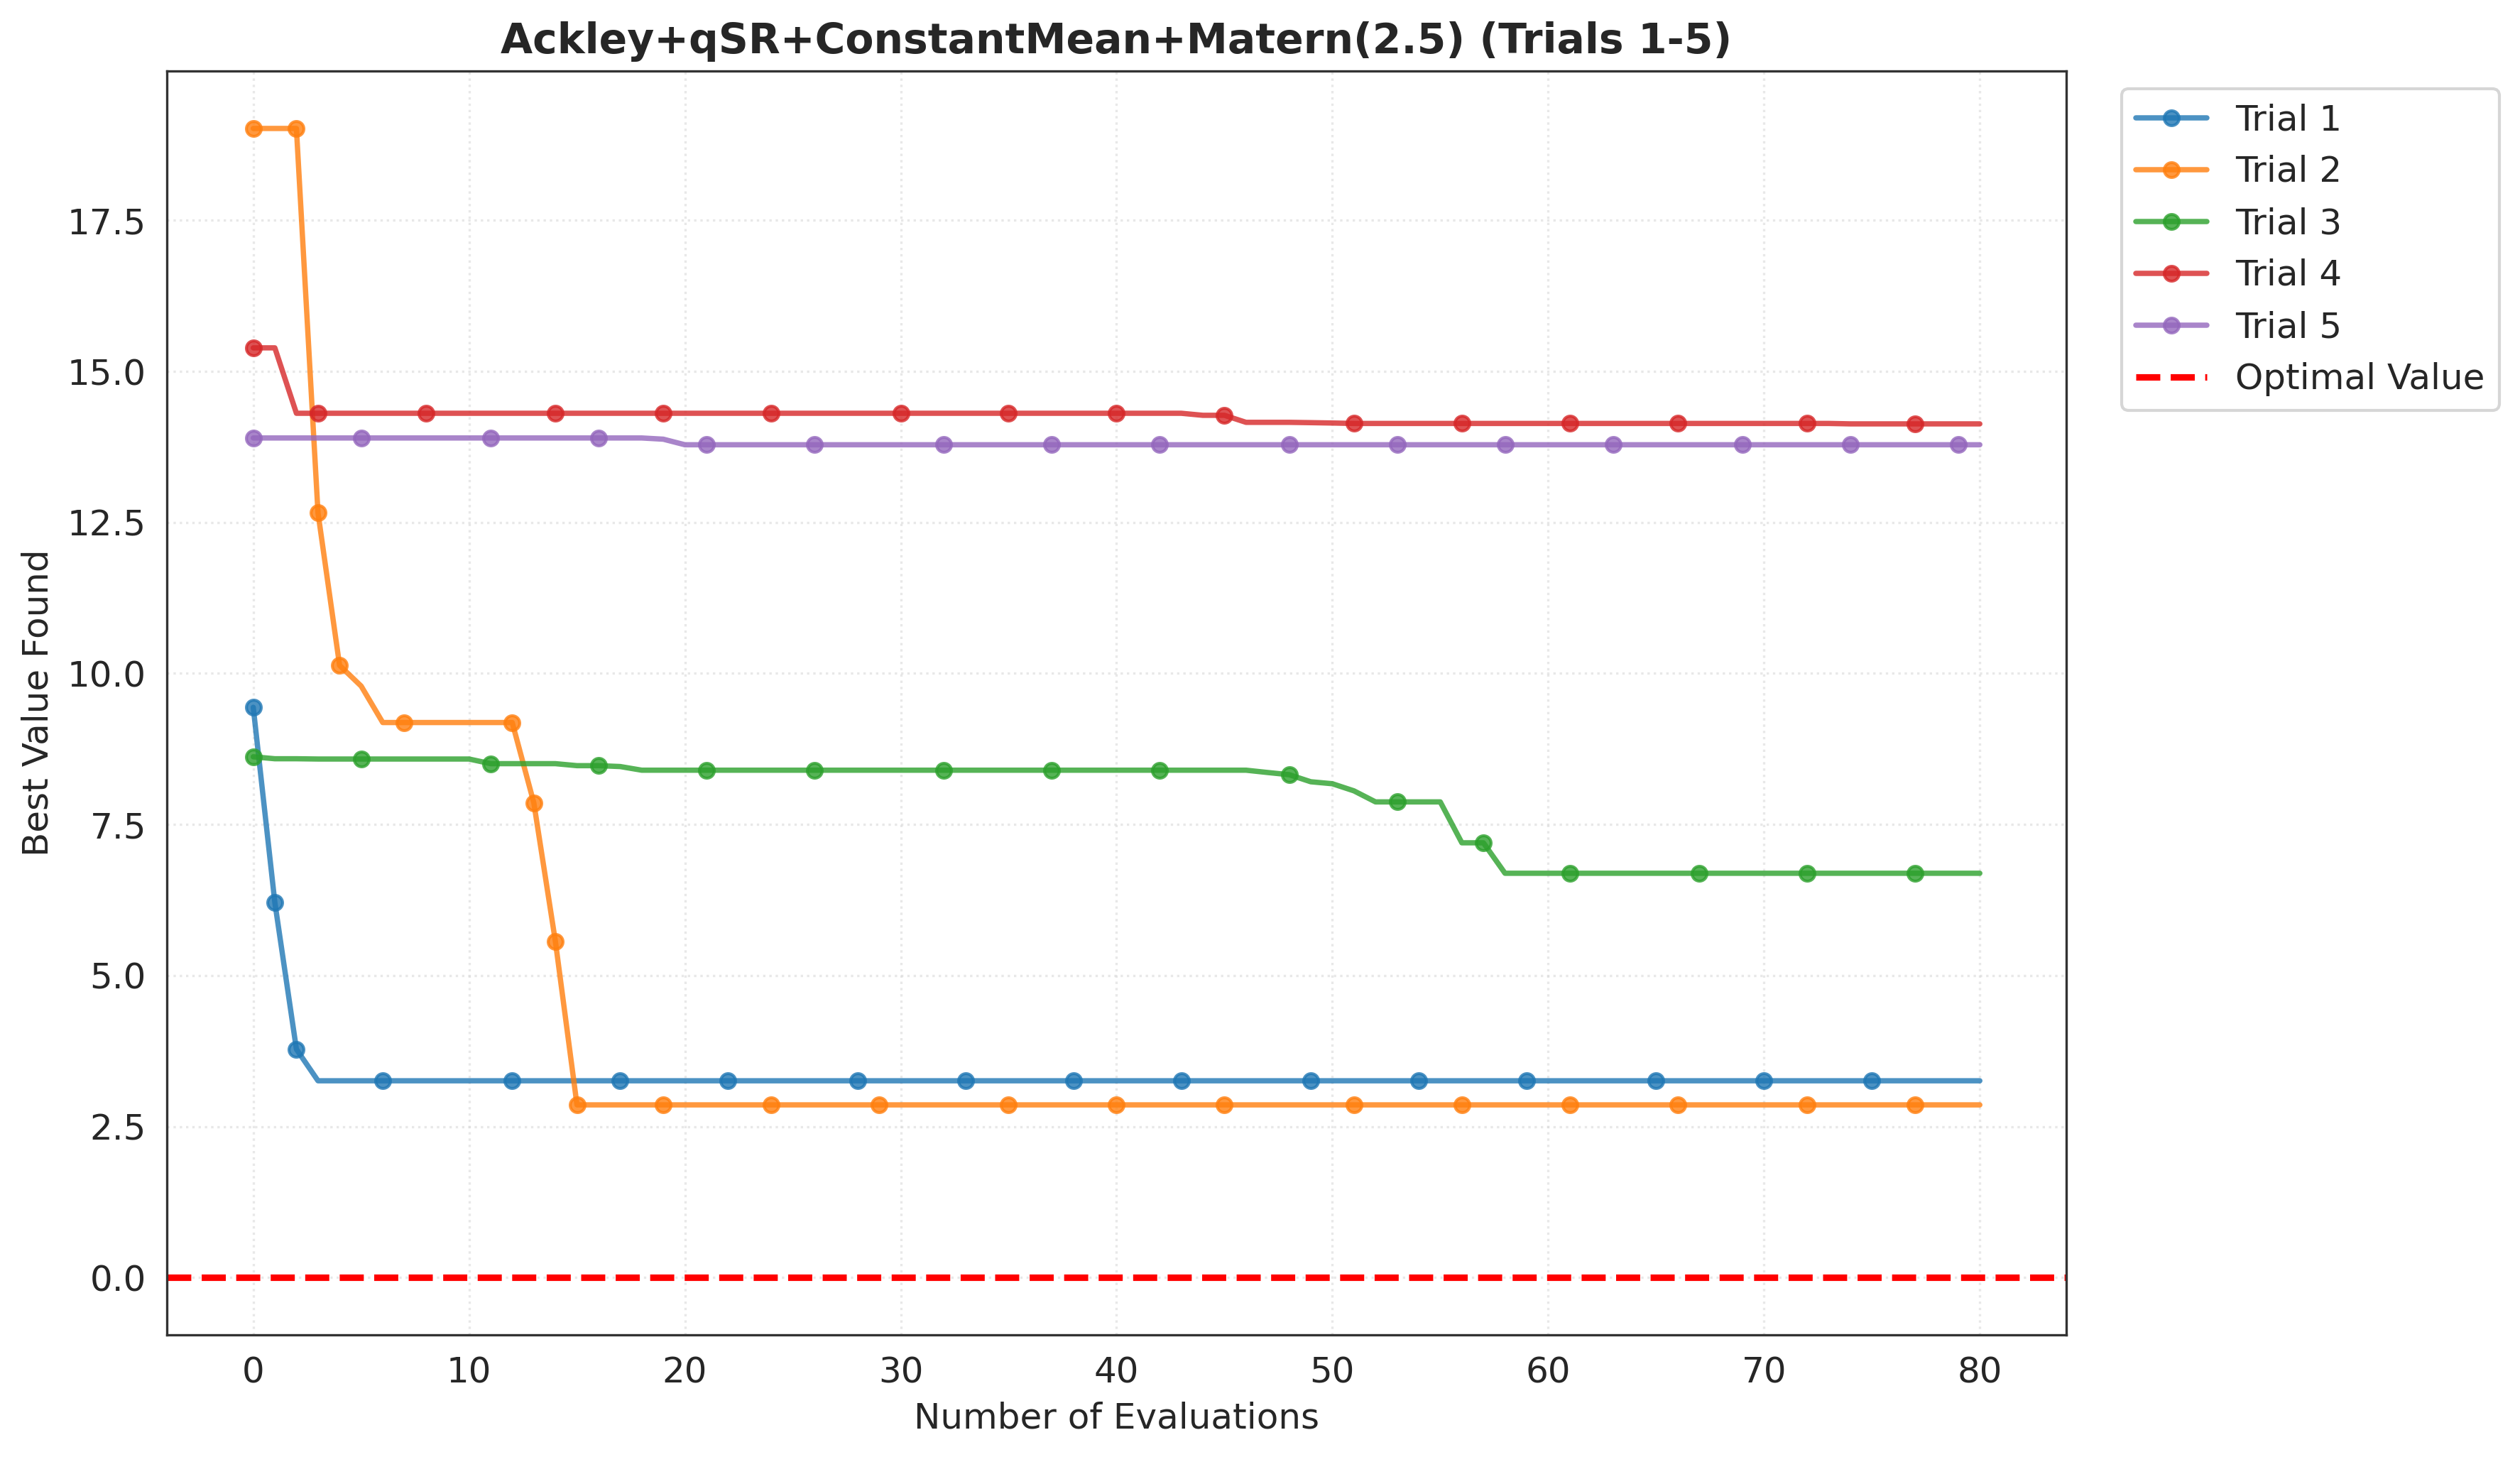 Ackley+qSR+ConstantMean+Matern(2.5) (Trials 1-5)
Trial 1
Trial 2
Trial 3
Trial 4
Trial 5
Optimal Value
Best Value Found
17.5
15.0
12.5
10.0
7.5
5.0
2.5
0.0
0 10 20 30 40 50 60 70 80
Number of Evaluations